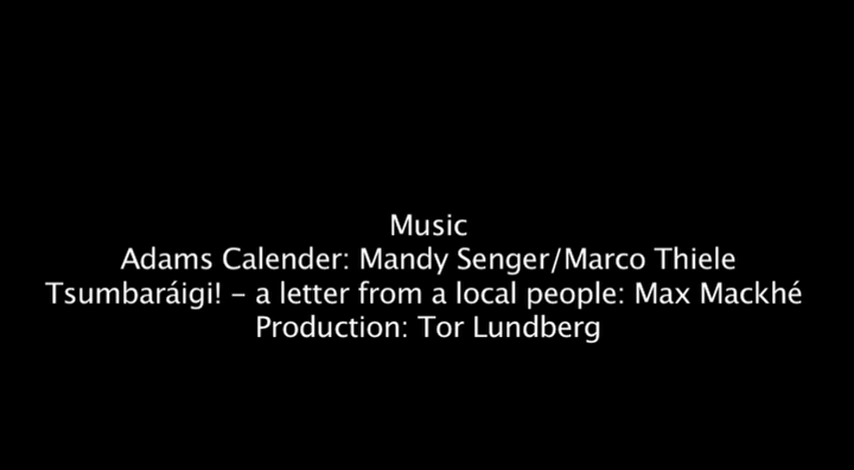 Music
Adams Calender: Mandy Senger/Marco Thiele
Tsumbaráigi! – a letter from a local people: Max Mackhé
Production: Tor Lundberg